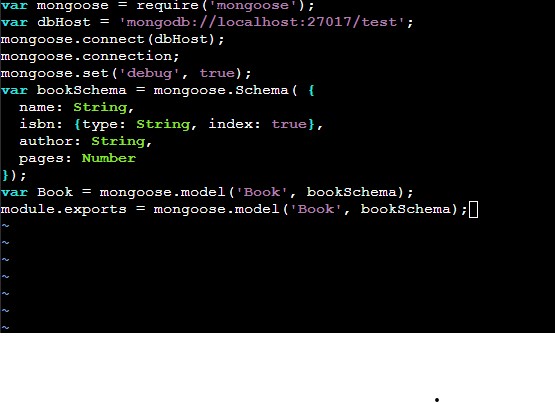 var mongoose = require('mongoose');
var dbHost = 'mongodb://localhost:27017/test';
mongoose.connect(dbHost);
mongoose.connection;
mongoose.set('debug', true);
var bookSchema = mongoose.Schema( {
  name: String,
  isbn: {type: String, index: true},
  author: String,
  pages: Number
});
var Book = mongoose.model('Book', bookSchema);
module.exports = mongoose.model('Book', bookSchema);
~
~
~
~
~
~
~
.